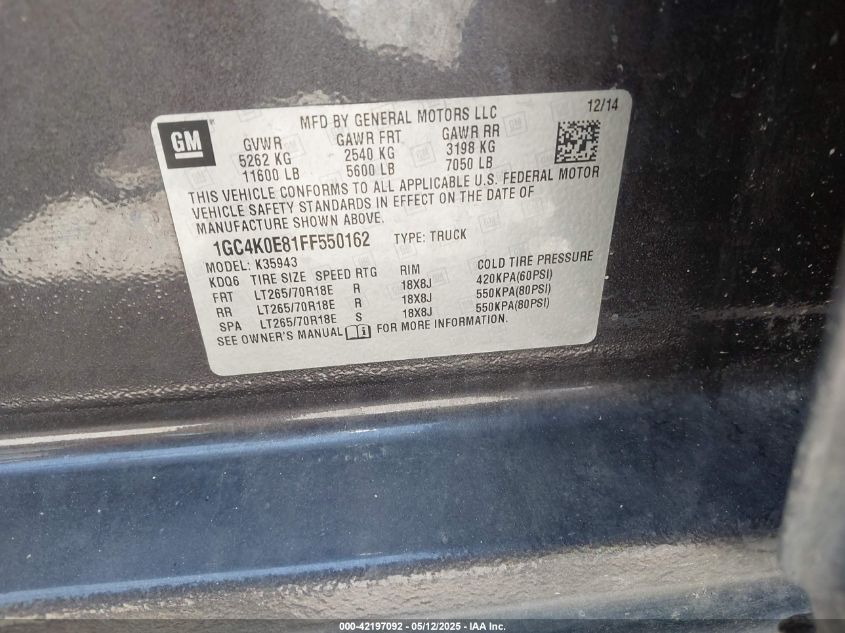 GM
MFD BY GENERAL MOTORS LLC
12/14
GVWR GAWR FRT GAWR RR
5262 KG 2540 KG 3198 KG
11600 LB 5600 LB 7050 LB
THIS VEHICLE CONFORMS TO ALL APPLICABLE U.S. FEDERAL MOTOR
VEHICLE SAFETY STANDARDS IN EFFECT ON THE DATE OF
MANUFACTURE SHOWN ABOVE.
1GC4K0E81FF550162 TYPE: TRUCK
MODEL: K35943
KDQ6 TIRE SIZE SPEED RTG RIM COLD TIRE PRESSURE
FRT LT265/70R18E R 18X8J 420KPA(60PSI)
RR LT265/70R18E R 18X8J 550KPA(80PSI)
SPA LT265/70R18E S 18X8J 550KPA(80PSI)
SEE OWNER'S MANUAL FOR MORE INFORMATION.
000-42197092 - 05/12/2025 - IAA Inc.